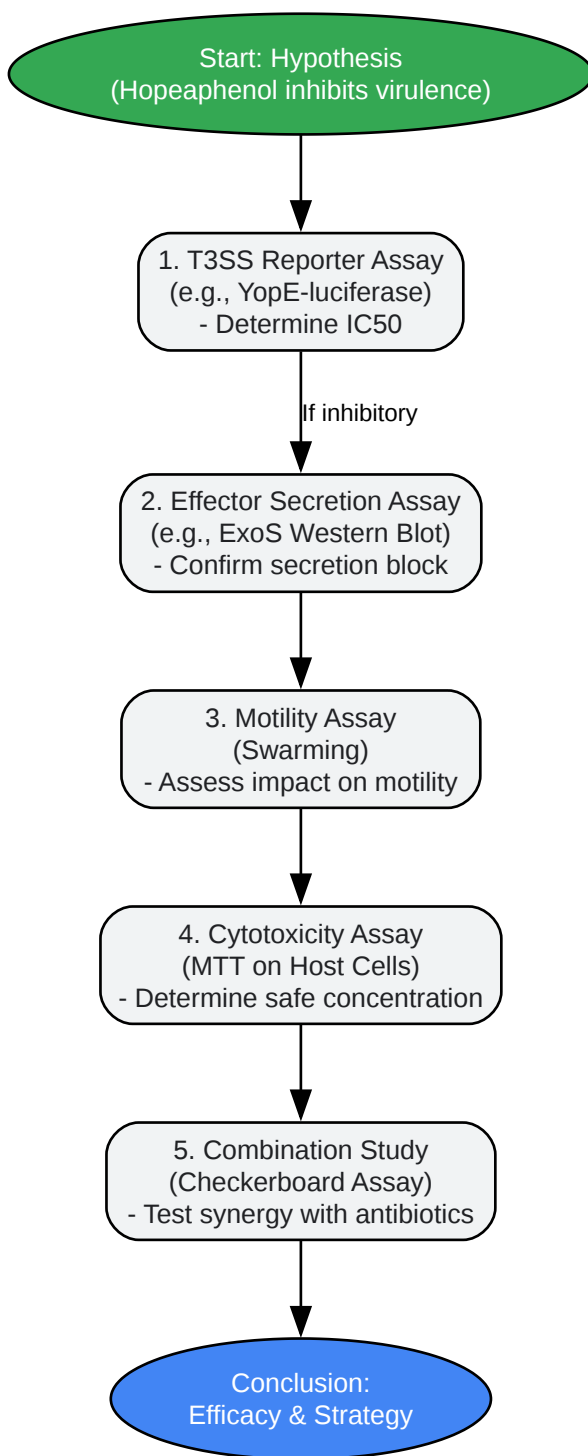 Start: Hypothesis
(Hopeaphenol inhibits virulence)
1. T3SS Reporter Assay
(e.g., YopE-luciferase)
- Determine IC50
If inhibitory
2. Effector Secretion Assay
(e.g., ExoS Western Blot)
- Confirm secretion block
3. Motility Assay
(Swarming)
- Assess impact on motility
4. Cytotoxicity Assay
(MTT on Host Cells)
- Determine safe concentration
5. Combination Study
(Checkerboard Assay)
- Test synergy with antibiotics
Conclusion:
Efficacy & Strategy